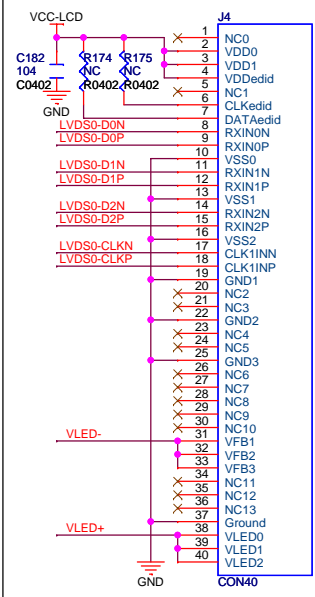 VCC-LCD
J4
C182
104
C0402
R174
NC
R0402
R175
NC
R0402
GND
1 NC0
2 VDD0
3 VDD1
4 VDDedid
5 NC1
6 CLKedid
7 DATAedid
LVDS0-D0N 8 RXIN0N
LVDS0-D0P 9 RXIN0P
10 VSS0
LVDS0-D1N 11 RXIN1N
LVDS0-D1P 12 RXIN1P
13 VSS1
LVDS0-D2N 14 RXIN2N
LVDS0-D2P 15 RXIN2P
16 VSS2
LVDS0-CLKN 17 CLK1INN
LVDS0-CLKP 18 CLK1INP
19 GND1
20 NC2
21 NC3
22 GND2
23 NC4
24 NC5
25 GND3
26 NC6
27 NC7
28 NC8
29 NC9
30 NC10
VLED- 31 VFB1
32 VFB2
33 VFB3
34 NC11
35 NC12
36 NC13
37 Ground
VLED+ 38 VLED0
39 VLED1
40 VLED2
GND
CON40